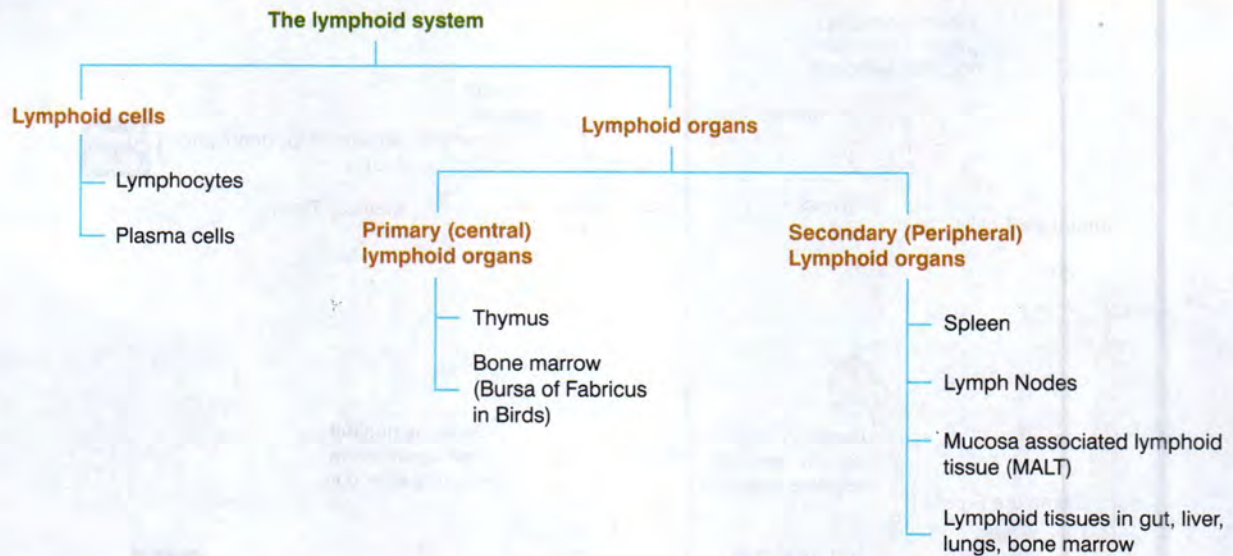 The lymphoid system
Lymphoid cells
Lymphocytes
Plasma cells
Lymphoid organs
Primary (central)
lymphoid organs
Thymus
Bone marrow
(Bursa of Fabricus
in Birds)
Secondary (Peripheral)
Lymphoid organs
Spleen
Lymph Nodes
Mucosa associated lymphoid
tissue (MALT)
Lymphoid tissues in gut, liver,
lungs, bone marrow